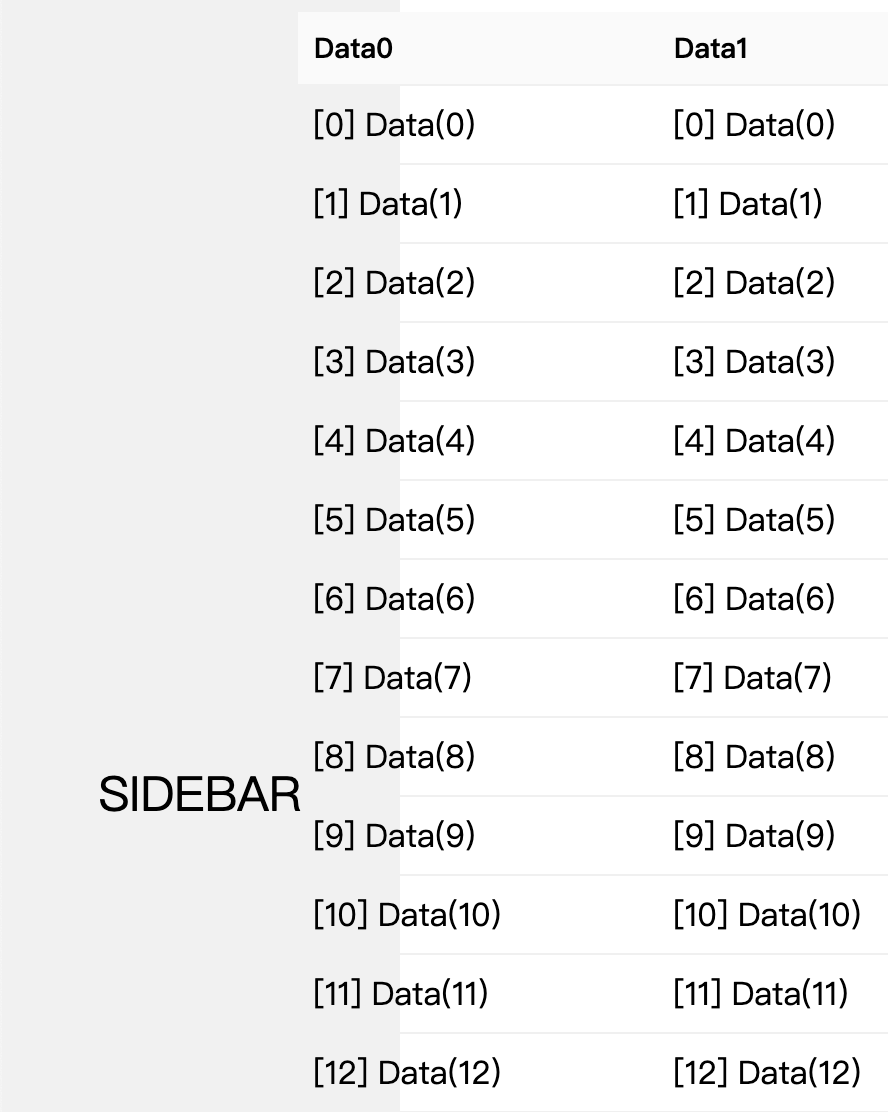 Data0 Data1
[0] Data(0) [0] Data(0)
[1] Data(1) [1] Data(1)
[2] Data(2) [2] Data(2)
[3] Data(3) [3] Data(3)
[4] Data(4) [4] Data(4)
[5] Data(5) [5] Data(5)
[6] Data(6) [6] Data(6)
[7] Data(7) [7] Data(7)
[8] Data(8) [8] Data(8)
SIDEBAR
[9] Data(9) [9] Data(9)
[10] Data(10) [10] Data(10)
[11] Data(11) [11] Data(11)
[12] Data(12) [12] Data(12)